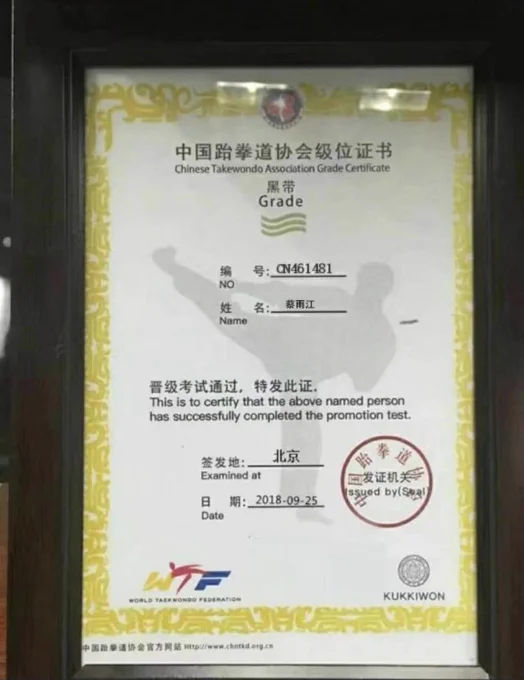 中国跆拳道协会级位证书
Chinese Takewondo Association Grade Certificate
黑带
Grade
编 号: CN461481
NO
姓 名: 蔡雨江
Name
晋级考试通过, 特发此证.
This is to certify that the above named person
has successfully completed the promotion test.
签发地: 北京
Examined at
中国跆拳道协会
发证机关
Issued by(Seal)
日 期: 2018-09-25
Date
WTF
WORLD TAEKWONDO FEDERATION
KUKKIWON
中国跆拳道协会官方网站 Http://www.chntkd.org.cn